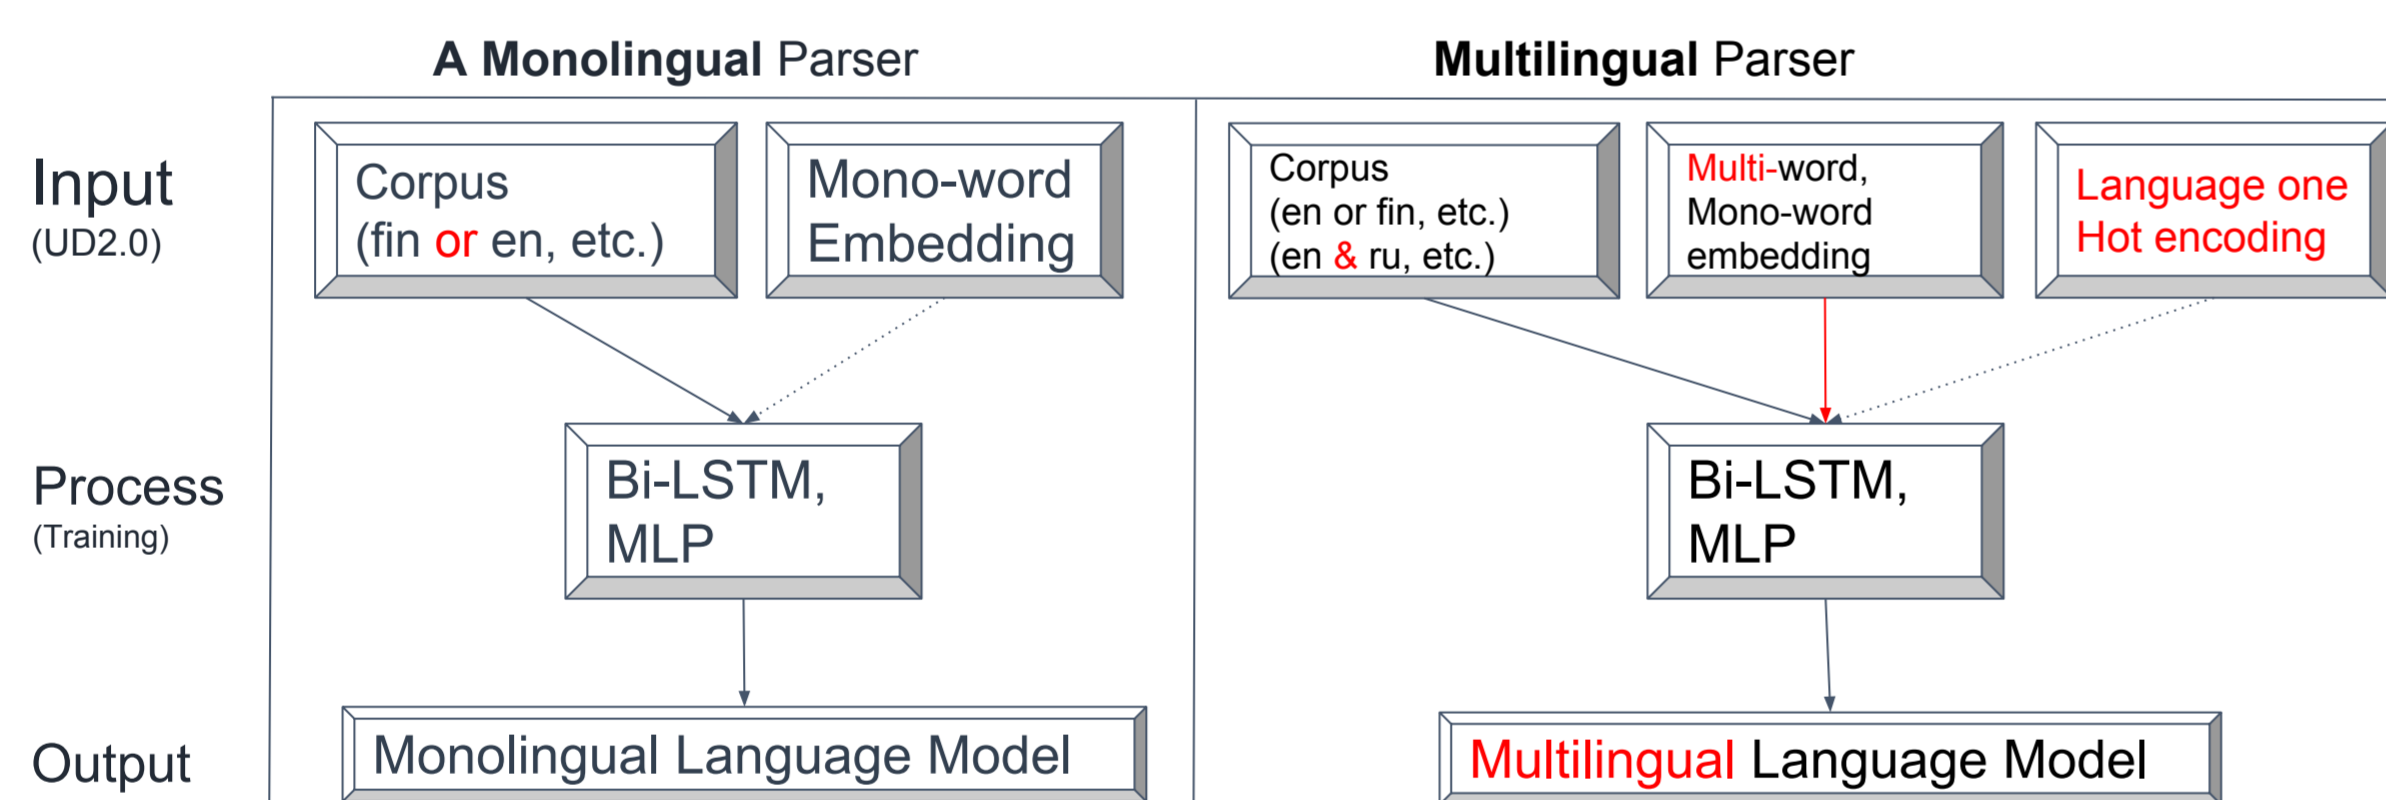 A Monolingual Parser
Multilingual Parser
Input
(UD2.0)
Corpus
(fin or en, etc.)
Mono-word
Embedding
Corpus
(en or fin, etc.)
(en & ru, etc.)
Multi-word,
Mono-word
embedding
Language one
Hot encoding
Process
(Training)
Bi-LSTM,
MLP
Bi-LSTM,
MLP
Output
Monolingual Language Model
Multilingual Language Model